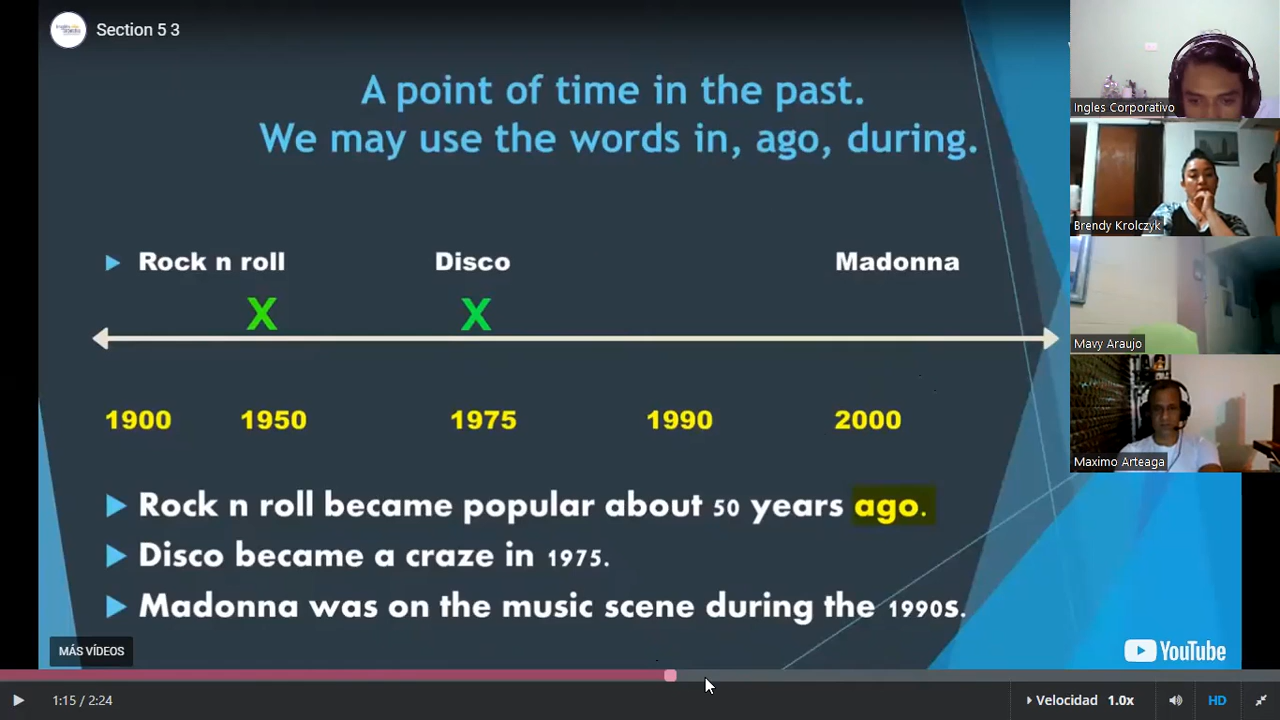 Section 5 3
A point of time in the past.
We may use the words in, ago, during.
Rock n roll Disco Madonna
X X
1900 1950 1975 1990 2000
Rock n roll became popular about 50 years ago.
Disco became a craze in 1975.
Madonna was on the music scene during the 1990s.
MÁS VÍDEOS
YouTube
1:15 / 2:24
Velocidad 1.0x
HD
Ingles Corporativo
Brendy Krolczyk
Mavy Araujo
Maximo Arteaga